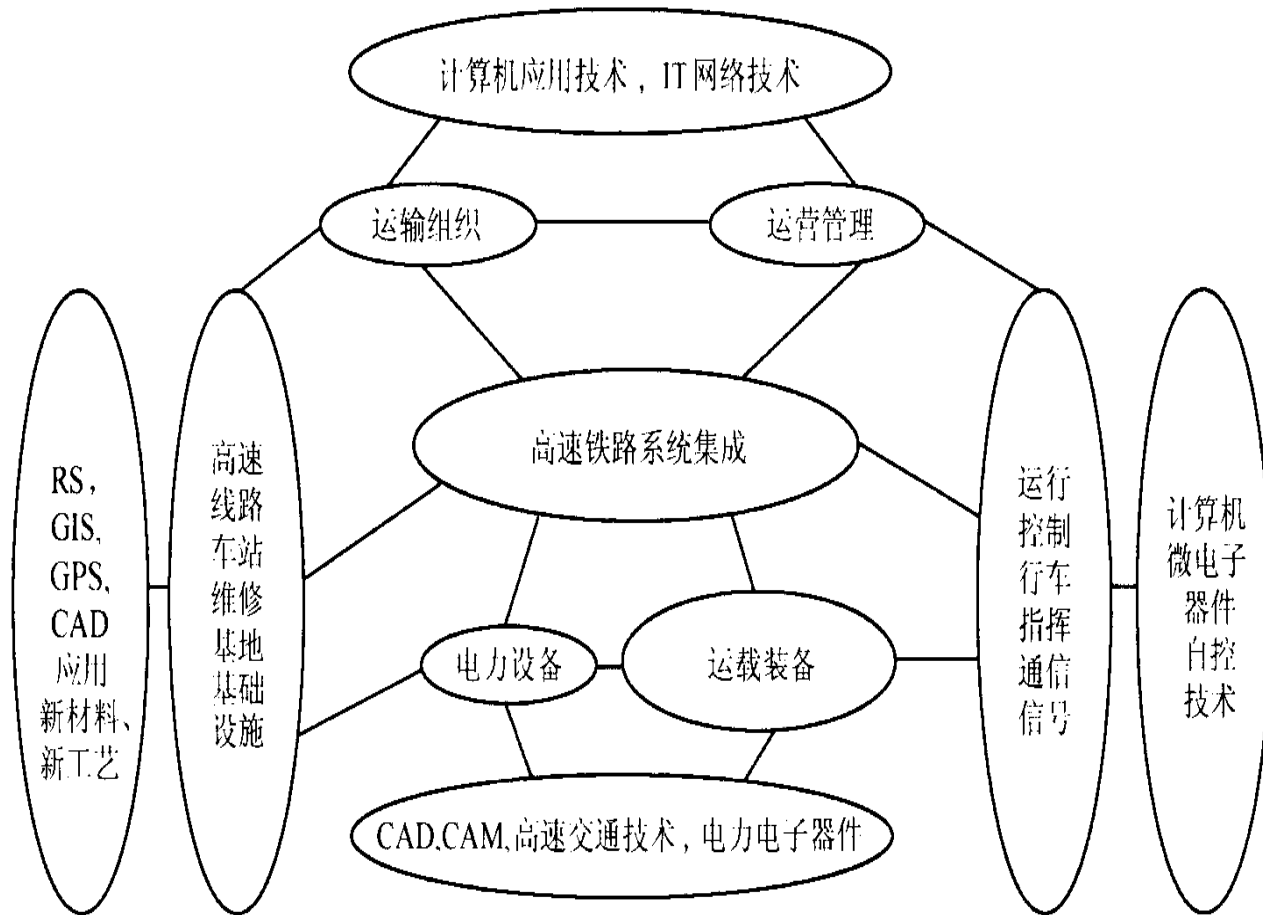 计算机应用技术，IT网络技术
运输组织
运营管理
高速铁路系统集成
RS，
GIS,
GPS,
CAD
应用
新材料、
新工艺
高速
线路
车站
维修
基地
基础
设施
运行
控制
行车
指挥
通信
信号
计算机
微电子
器件
自控
技术
电力设备
运载装备
CAD,CAM,高速交通技术，电力电子器件